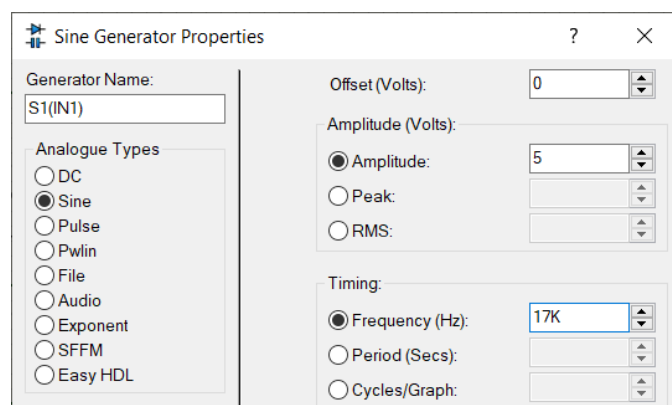 Sine Generator Properties
?
Generator Name:
S1(IN1)
Analogue Types
DC
Sine
Pulse
Pwlin
File
Audio
Exponent
SFFM
Easy HDL
Offset (Volts):
0
Amplitude (Volts):
Amplitude:
5
Peak:
RMS:
Timing:
Frequency (Hz):
17K
Period (Secs):
Cycles/Graph: